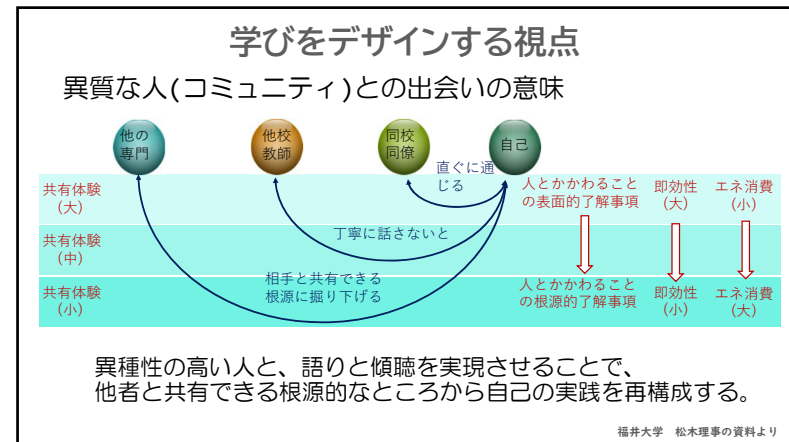 学びをデザインする視点
異質な人(コミュニティ)との出会いの意味
他の
専門
他校
教師
同校
同僚
自己
直ぐに通
じる
共有体験
(大)
人とかかわること
の表面的了解事項
即効性
(大)
エネ消費
(小)
丁寧に話さないと
共有体験
(中)
相手と共有できる
根源に掘り下げる
共有体験
(小)
人とかかわること
の根源的了解事項
即効性
(小)
エネ消費
(大)
異種性の高い人と、語りと傾聴を実現させることで、
他者と共有できる根源的なところから自己の実践を再構成する。
福井大学 松木理事の資料より